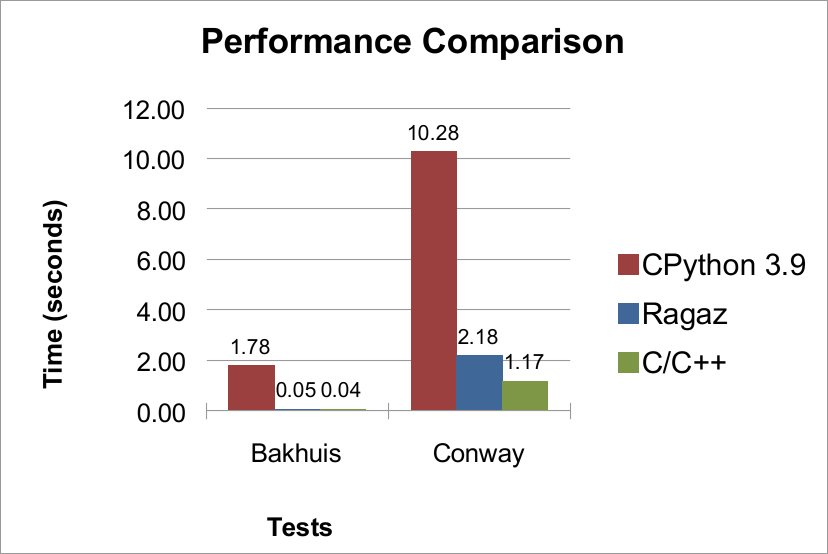 Performance Comparison
12.00
10.00
8.00
6.00
4.00
2.00
0.00
Time (seconds)
10.28
1.78
2.18
1.17
0.05 0.04
Bakhuis Conway
Tests
CPython 3.9
Ragaz
C/C++